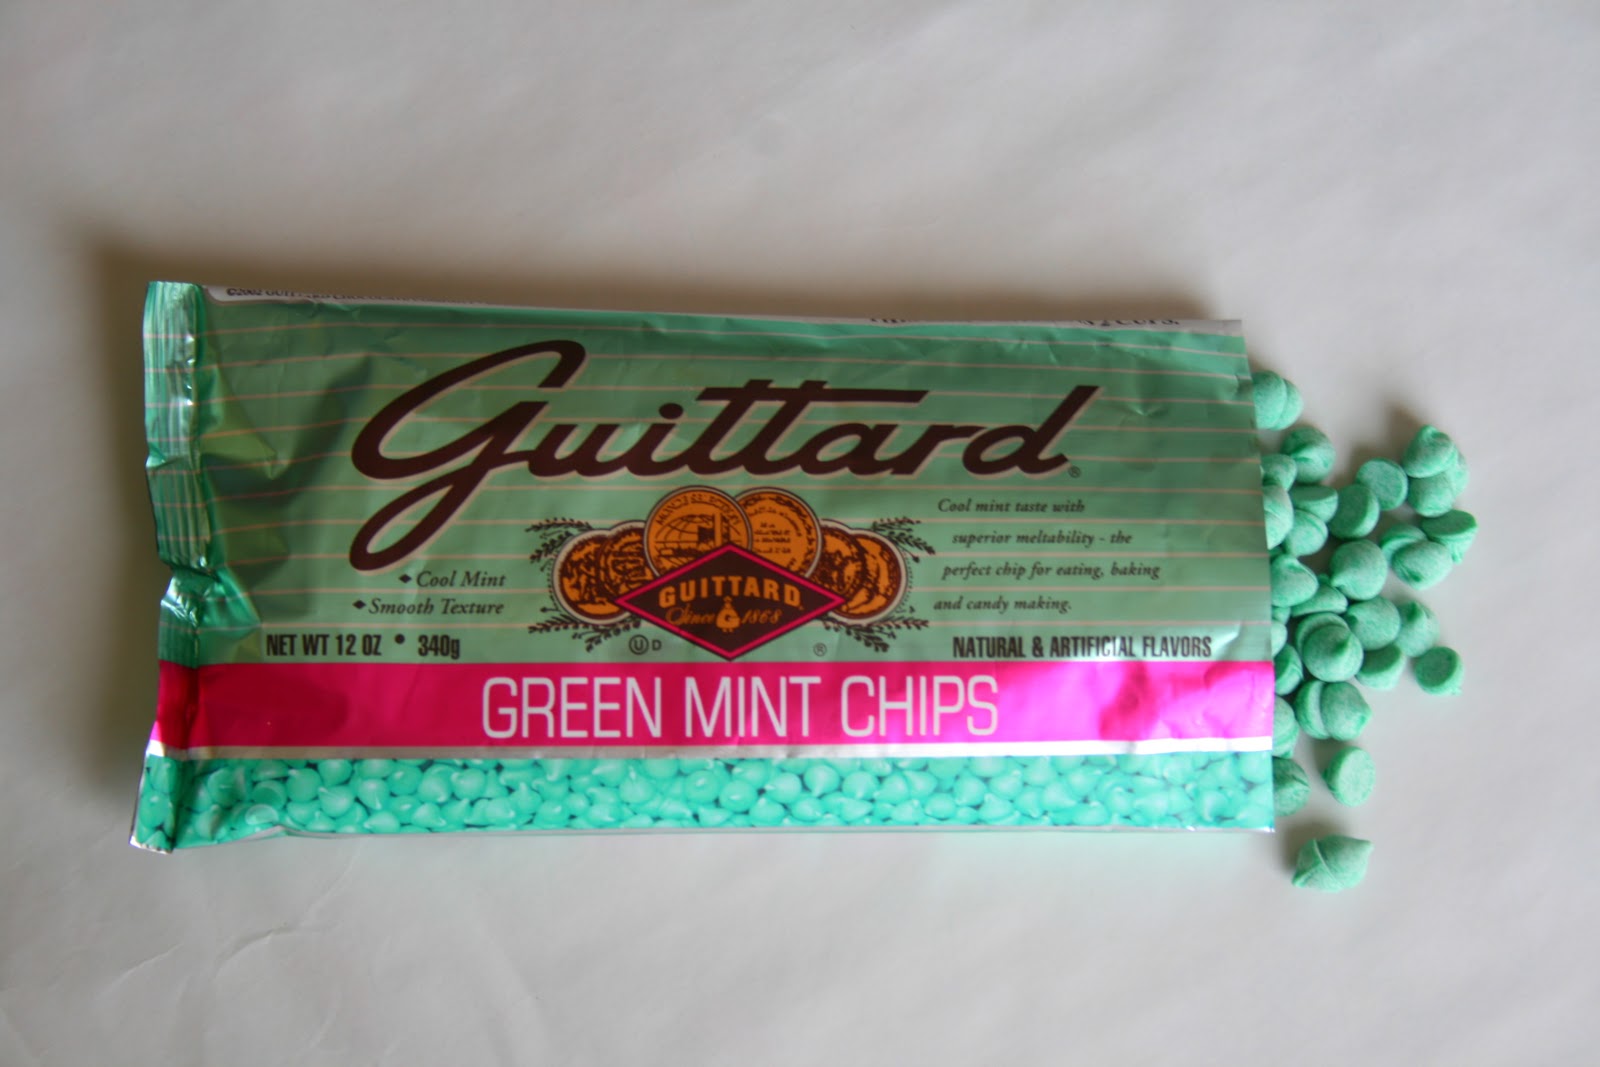 Guittard®
Cool mint taste with
superior meltability - the
perfect chip for eating, baking
and candy making.
GUITTARD
Since 1868
◆ Cool Mint
◆ Smooth Texture
U D
®
NET WT 12 OZ • 340g
NATURAL & ARTIFICIAL FLAVORS
GREEN MINT CHIPS